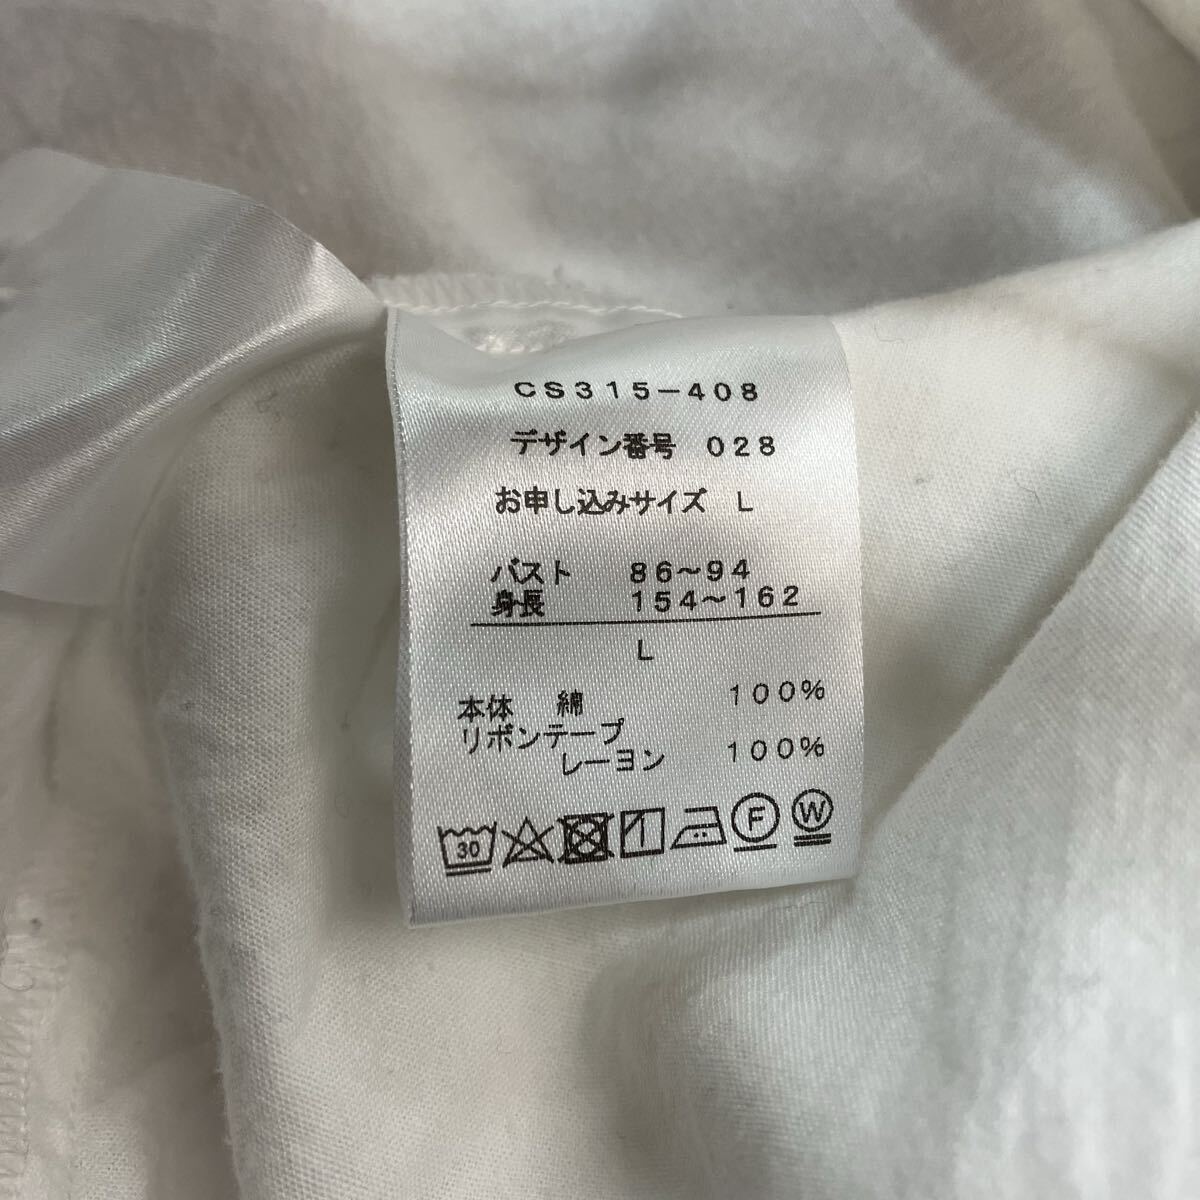 CS315-408
デザイン番号 028
お申し込みサイズ L
バスト 86~94
身長 154~162
L
本体 綿 100%
リボンテープ
レーヨン 100%
30 F W